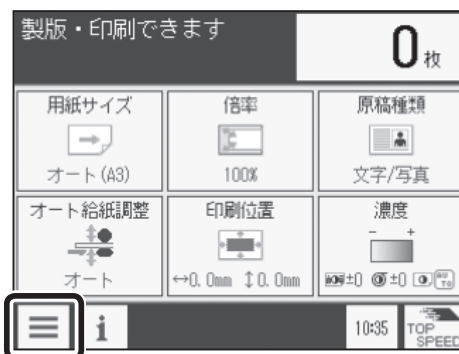 製版・印刷できます
0枚
用紙サイズ
オート(A3)
倍率
100%
原稿種類
文字/写真
オート給紙調整
オート
印刷位置
↔0.0mm ↕0.0mm
濃度
- +
±0 ±0 AUTO
i
10:35
TOP SPEED